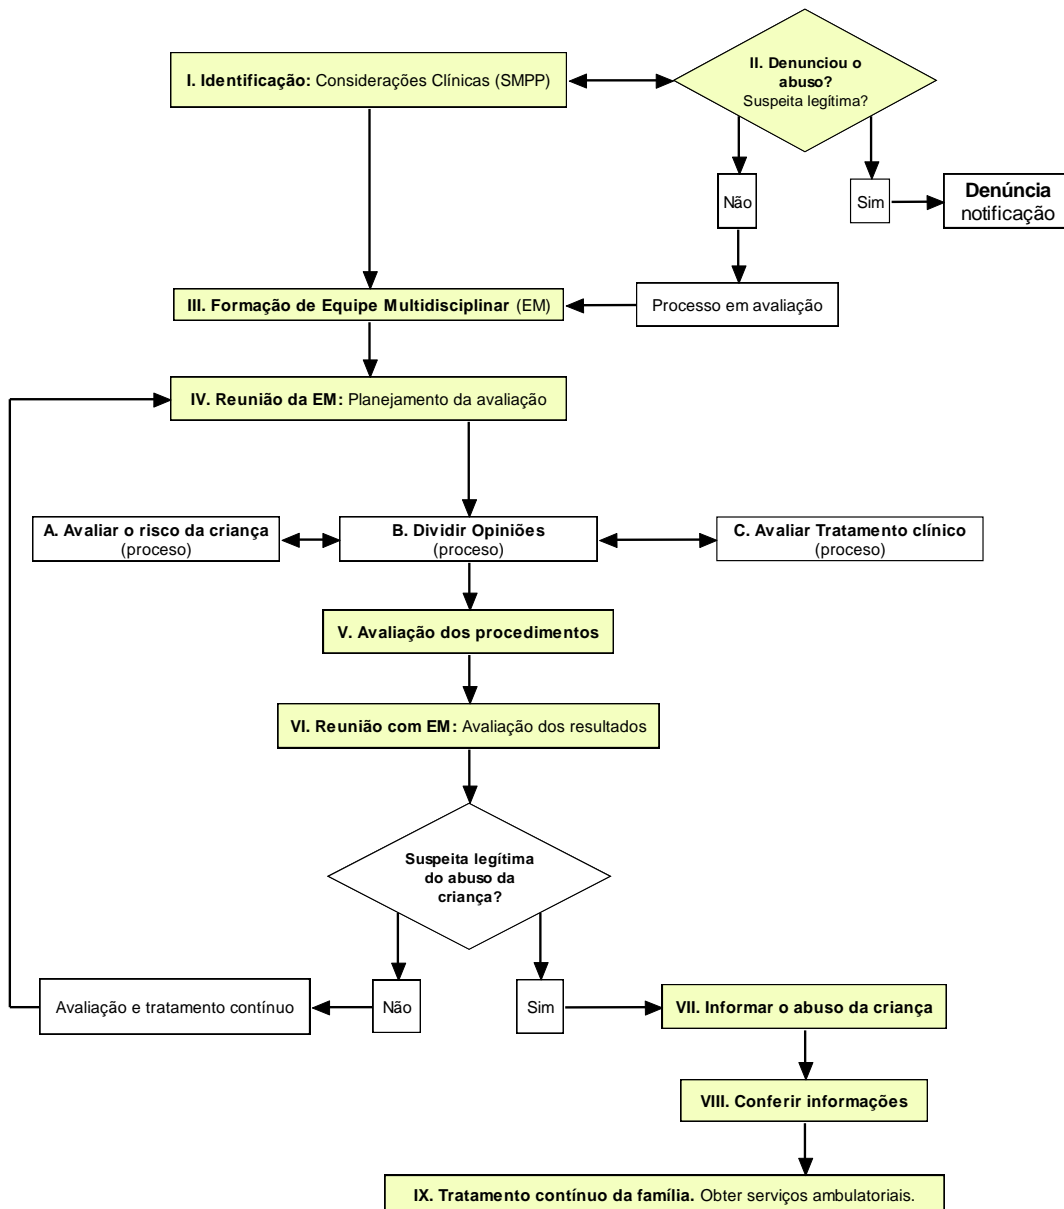 I. Identificação: Considerações Clínicas (SMPP)
II. Denunciou o
abuso?
Suspeita legítima?
Não
Sim
Denúncia
notificação
III. Formação de Equipe Multidisciplinar (EM)
Processo em avaliação
IV. Reunião da EM: Planejamento da avaliação
A. Avaliar o risco da criança?
(proceso)
B. Dividir Opiniões
(proceso)
C. Avaliar Tratamento clínico
(proceso)
V. Avaliação dos procedimentos
VI. Reunião com EM: Avaliação dos resultados
Suspeita legítima
do abuso da
criança?
Avaliação e tratamento contínuo
Não
Sim
VII. Informar o abuso da criança
VIII. Conferir informações
IX. Tratamento contínuo da família. Obter serviços ambulatoriais.